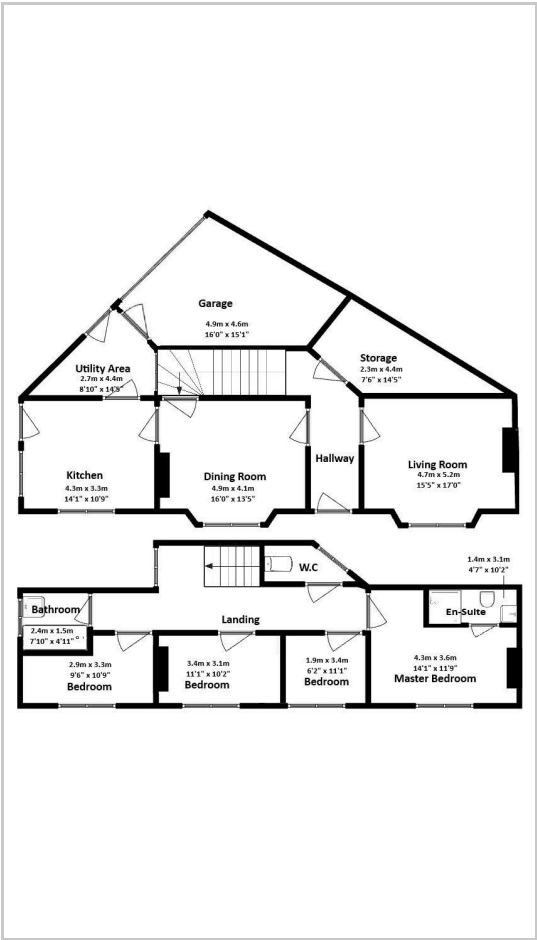 Garage
4.9m x 4.6m
16'0" x 15'1"
Storage
2.3m x 4.4m
7'6" x 14'5"
Utility Area
2.7m x 4.4m
8'10" x 14'5"
Kitchen
4.3m x 3.3m
14'1" x 10'9"
Dining Room
4.9m x 4.1m
16'0" x 13'5"
Hallway
Living Room
4.7m x 5.2m
15'5" x 17'0"
W.C
1.4m x 3.1m
4'7" x 10'2"
Bathroom
2.4m x 1.5m
7'10" x 4'11"
Landing
En-Suite
2.9m x 3.3m
9'6" x 10'9"
Bedroom
3.4m x 3.1m
11'1" x 10'2"
Bedroom
1.9m x 3.4m
6'2" x 11'1"
Bedroom
4.3m x 3.6m
14'1" x 11'9"
Master Bedroom